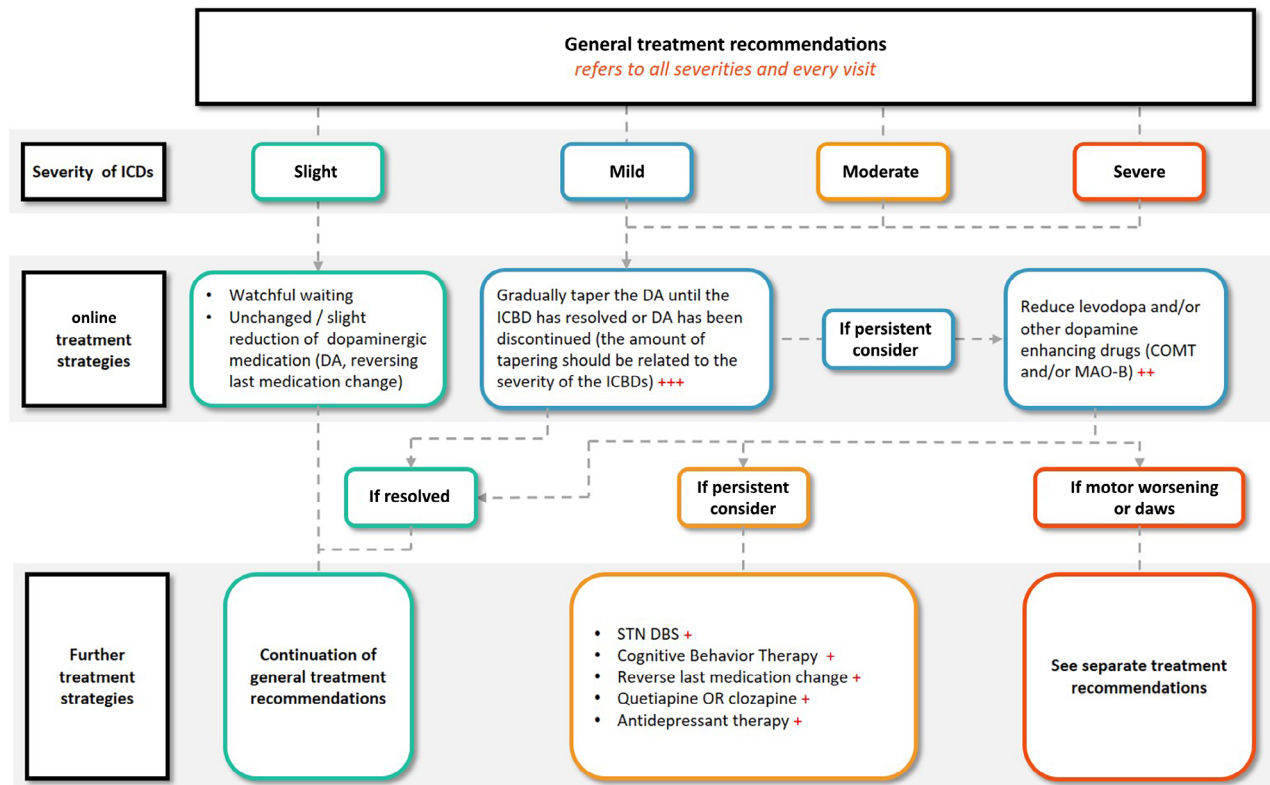 General treatment recommendations
refers to all severities and every visit
Severity of ICDs
Slight
Mild
Moderate
Severe
online
treatment
strategies
• Watchful waiting
• Unchanged / slight
reduction of dopaminergic
medication (DA, reversing
last medication change)
Gradually taper the DA until the
ICBD has resolved or DA has been
discontinued (the amount of
tapering should be related to the
severity of the ICBDs) +++
If persistent
consider
Reduce levodopa and/or
other dopamine
enhancing drugs (COMT
and/or MAO-B) ++
If resolved
If persistent
consider
If motor worsening
or daws
Further
treatment
strategies
Continuation of
general treatment
recommendations
• STN DBS +
• Cognitive Behavior Therapy +
• Reverse last medication change +
• Quetiapine OR clozapine +
• Antidepressant therapy +
See separate treatment
recommendations